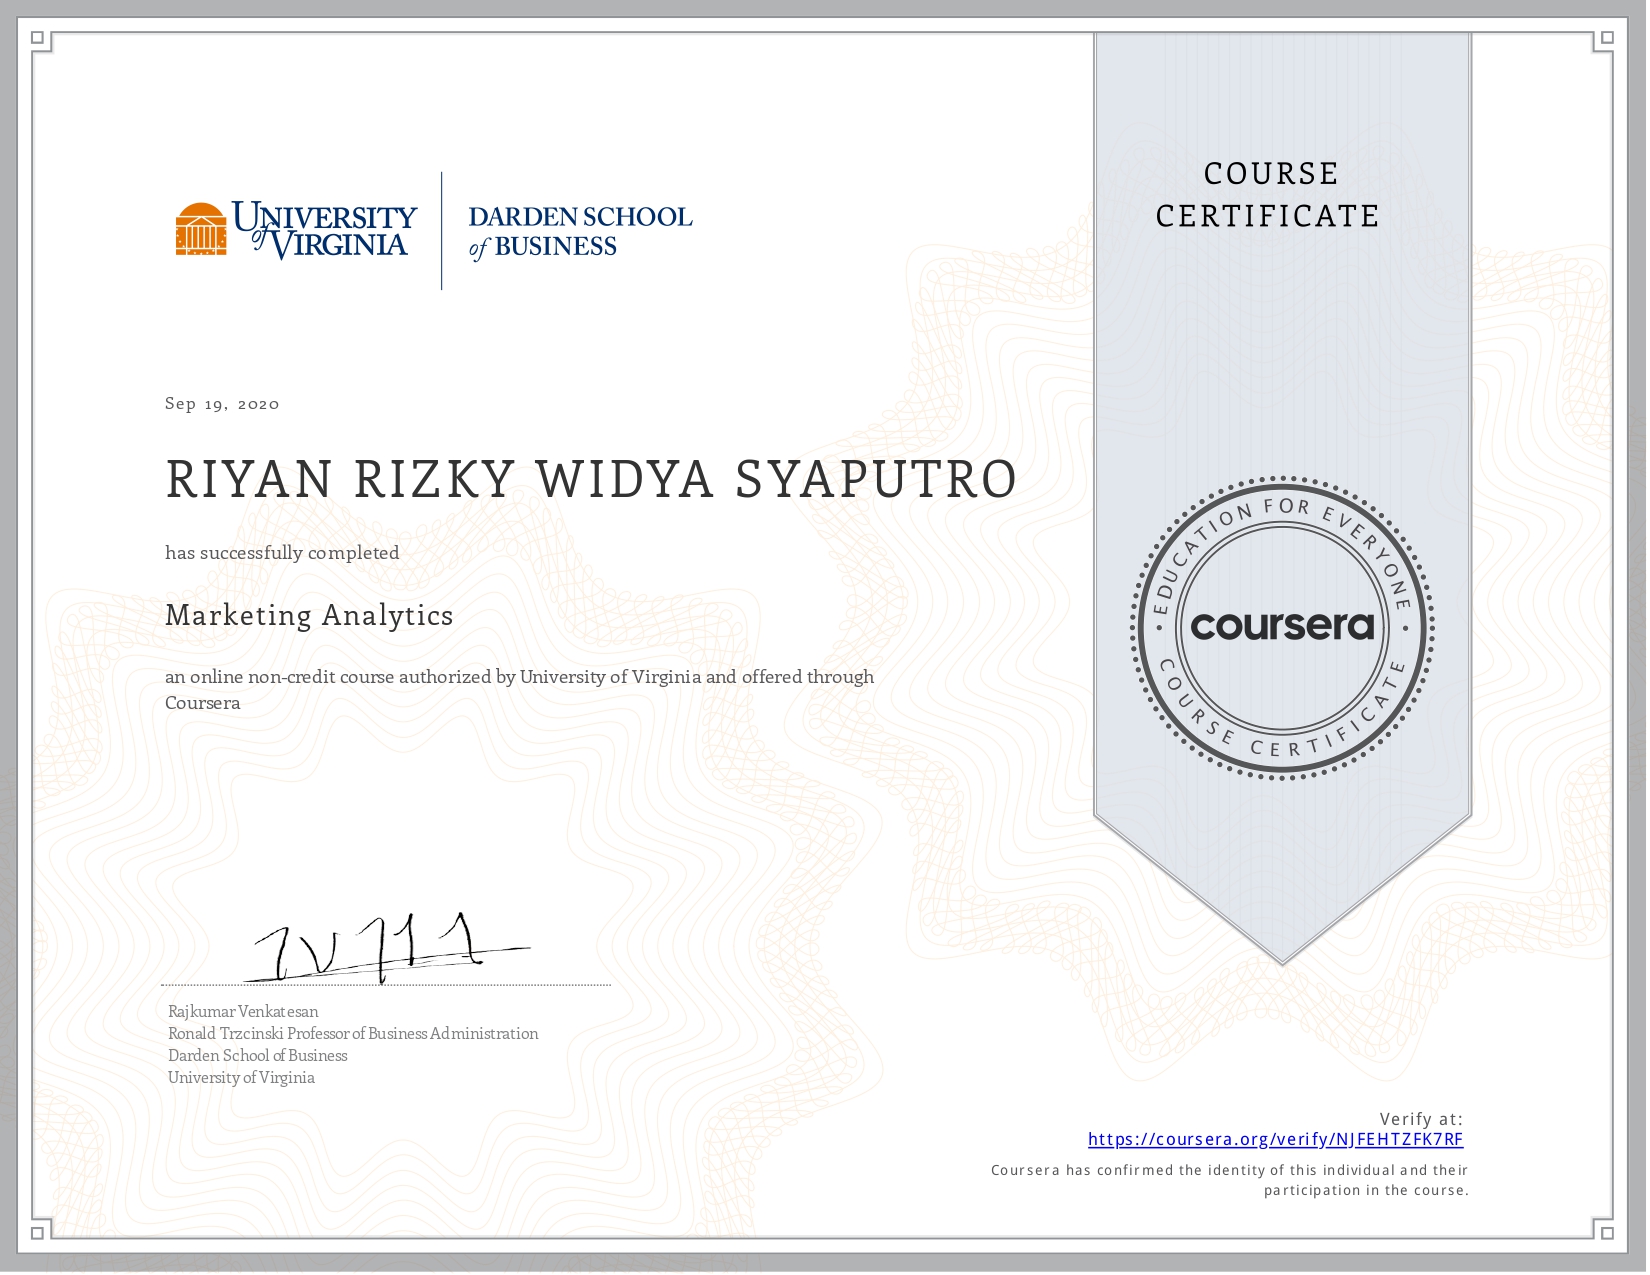 UNIVERSITY
of VIRGINIA
DARDEN SCHOOL
of BUSINESS
COURSE
CERTIFICATE
Sep 19, 2020
RIYAN RIZKY WIDYA SYAPUTRO
has successfully completed
Marketing Analytics
an online non-credit course authorized by University of Virginia and offered through
Coursera
• EDUCATION FOR EVERYONE •
coursera
COURSE CERTIFICATE
Rajkumar Venkatesan
Ronald Trzcinski Professor of Business Administration
Darden School of Business
University of Virginia
Verify at:
https://coursera.org/verify/NJFEHTZFK7RF
Coursera has confirmed the identity of this individual and their
participation in the course.